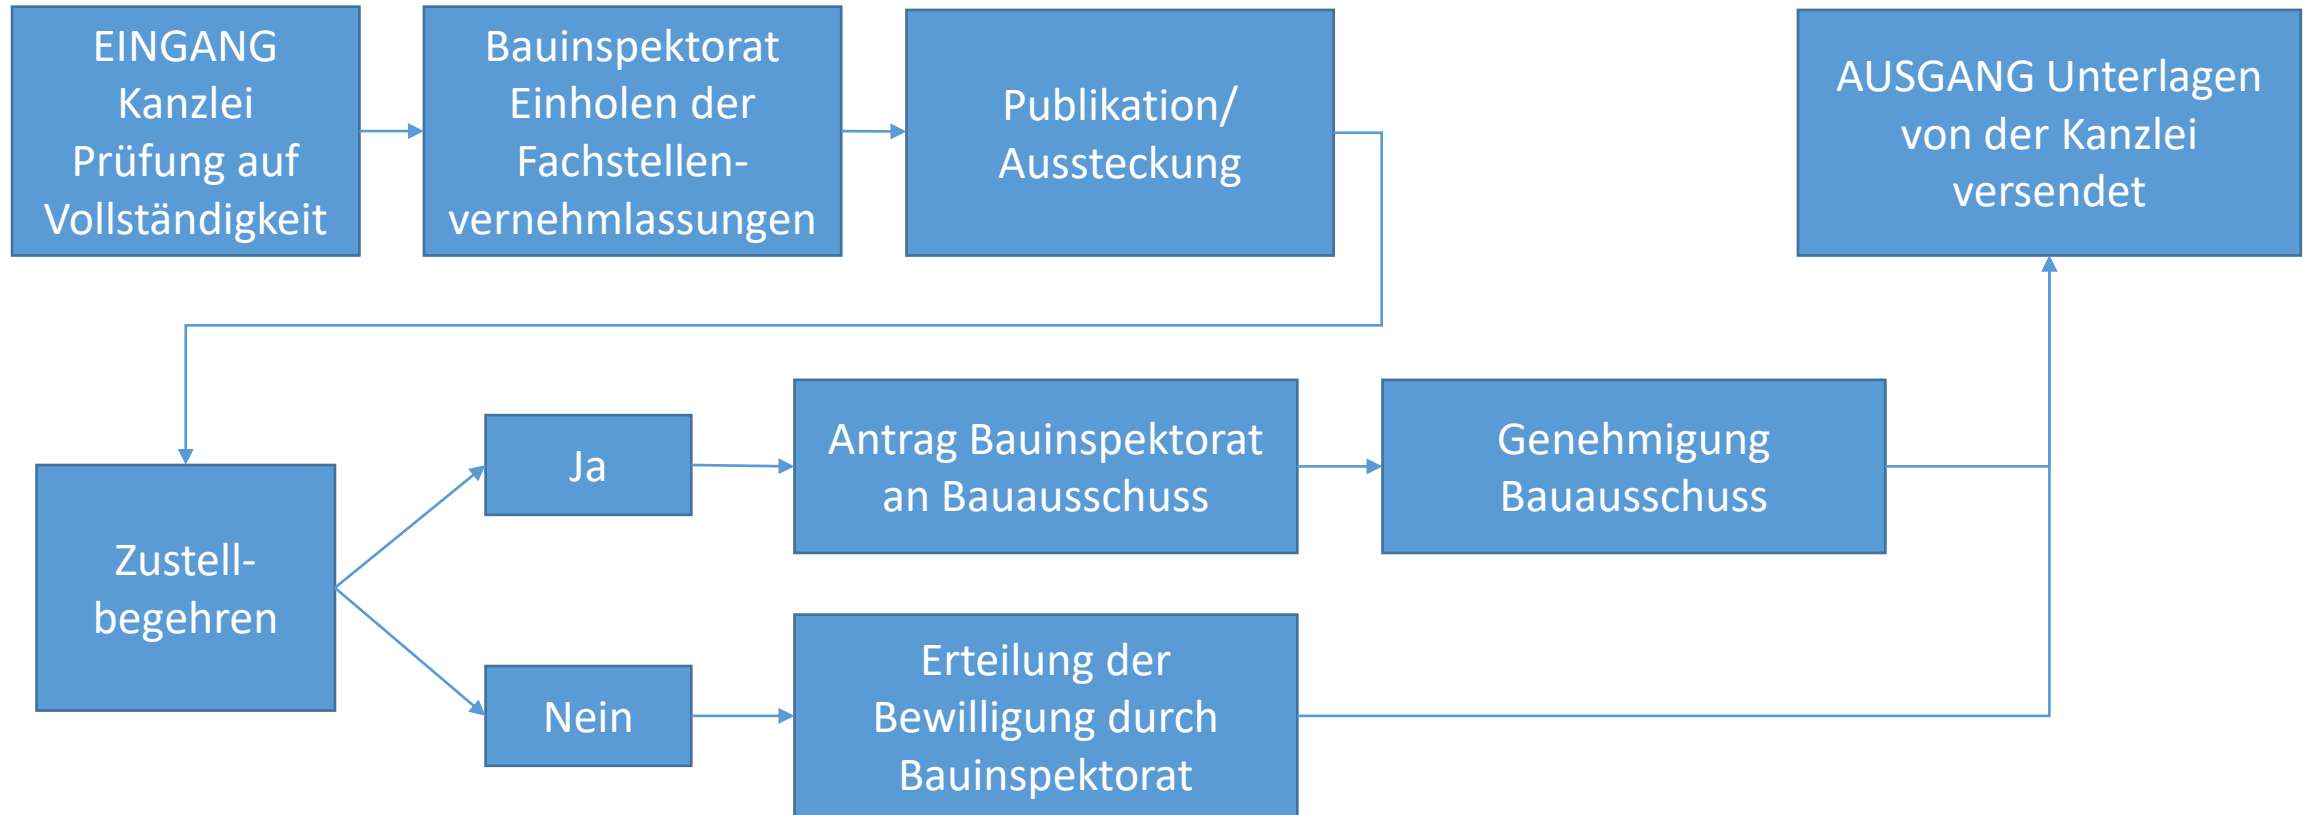 EINGANG
Kanzlei
Prüfung auf
Vollständigkeit
Bauinspektorat
Einholen der
Fachstellen-
vernehmlassungen
Publikation/
Aussteckung
AUSGANG Unterlagen
von der Kanzlei
versendet
Zustell-
begehren
Ja
Antrag Bauinspektorat
an Bauausschuss
Genehmigung
Bauausschuss
Nein
Erteilung der
Bewilligung durch
Bauinspektorat